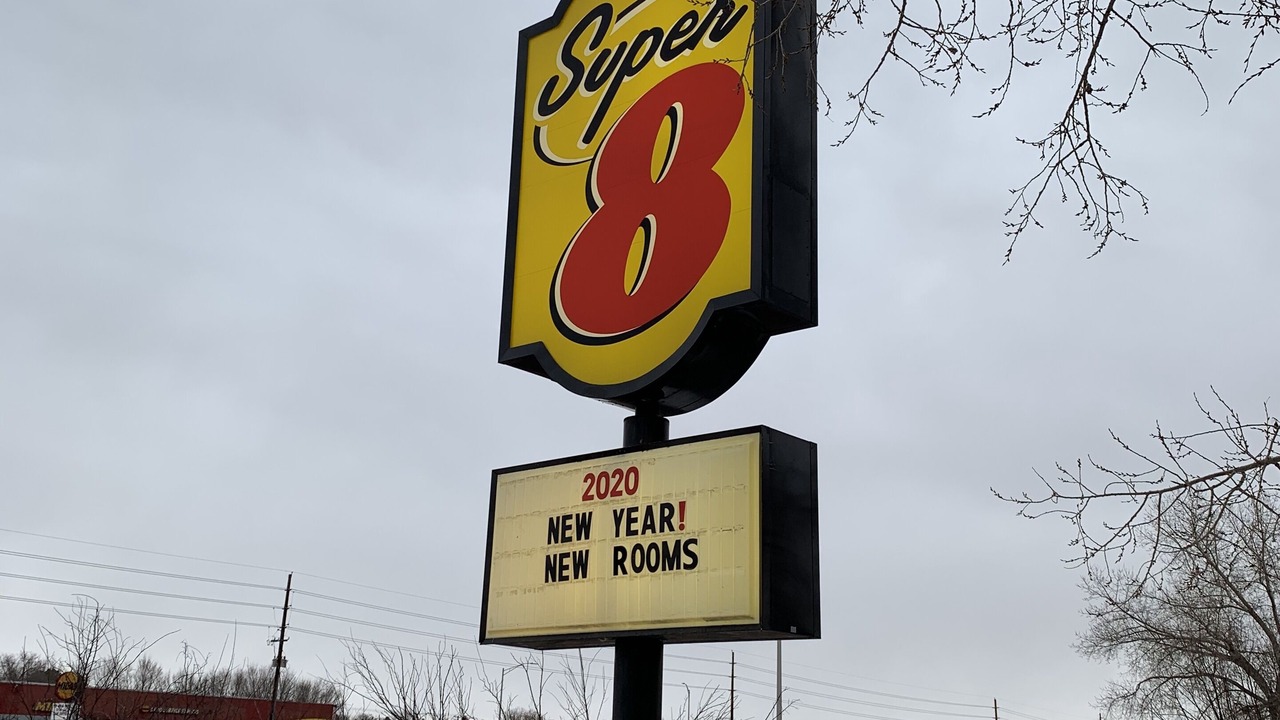 Super
8
2020
NEW YEAR!
NEW ROOMS